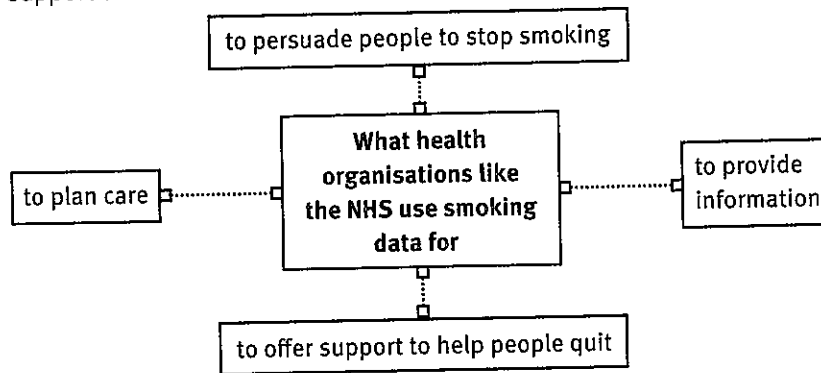 to persuade people to stop smoking
What health
organisations like
the NHS use smoking
data for
to plan care
to provide
information
to offer support to help people quit